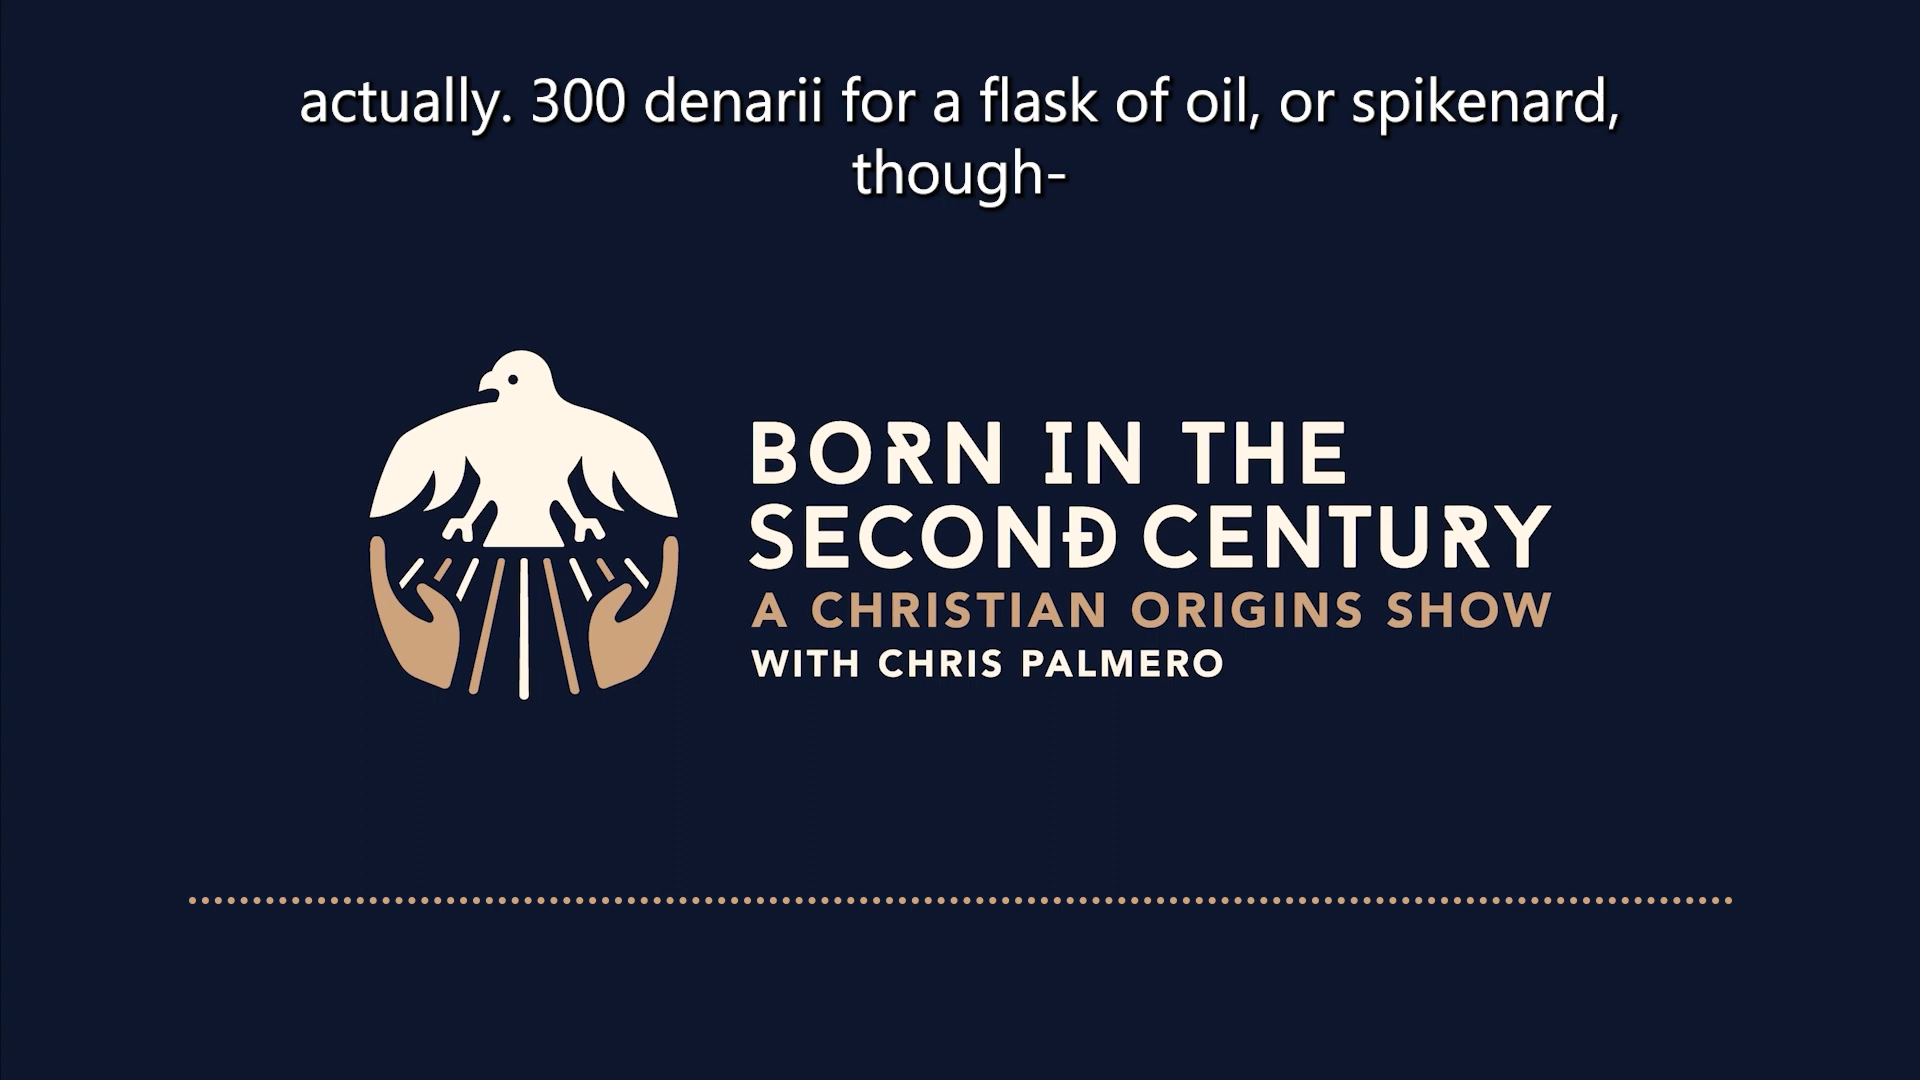 actually. 300 denarii for a flask of oil, or spikenard,
though-
BORN IN THE
SECOND CENTURY
A CHRISTIAN ORIGINS SHOW
WITH CHRIS PALMERO